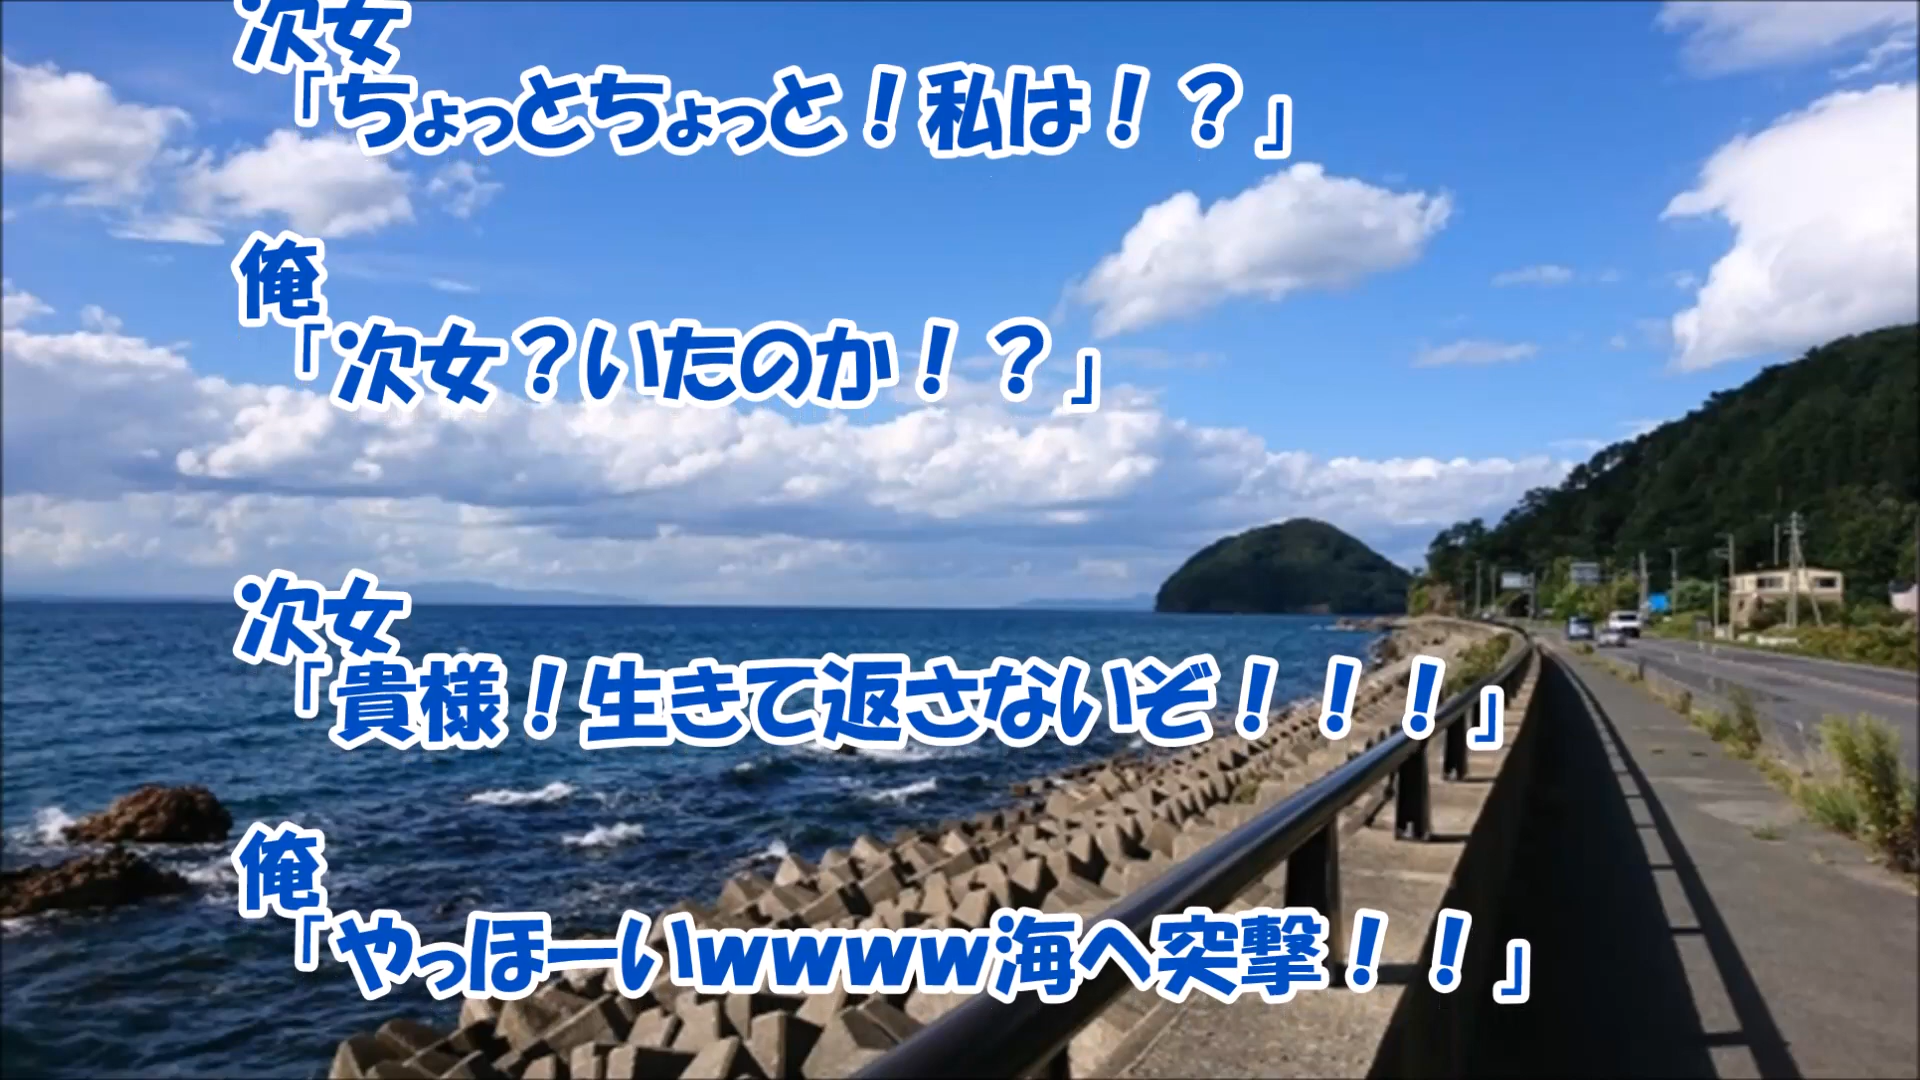 次女
「ちょっとちょっと！私は！？」
俺
「次女？いたのか！？」
次女
「貴様！生きて返さないぞ！！！」
俺
「やっほーいwwww海へ突撃！！」